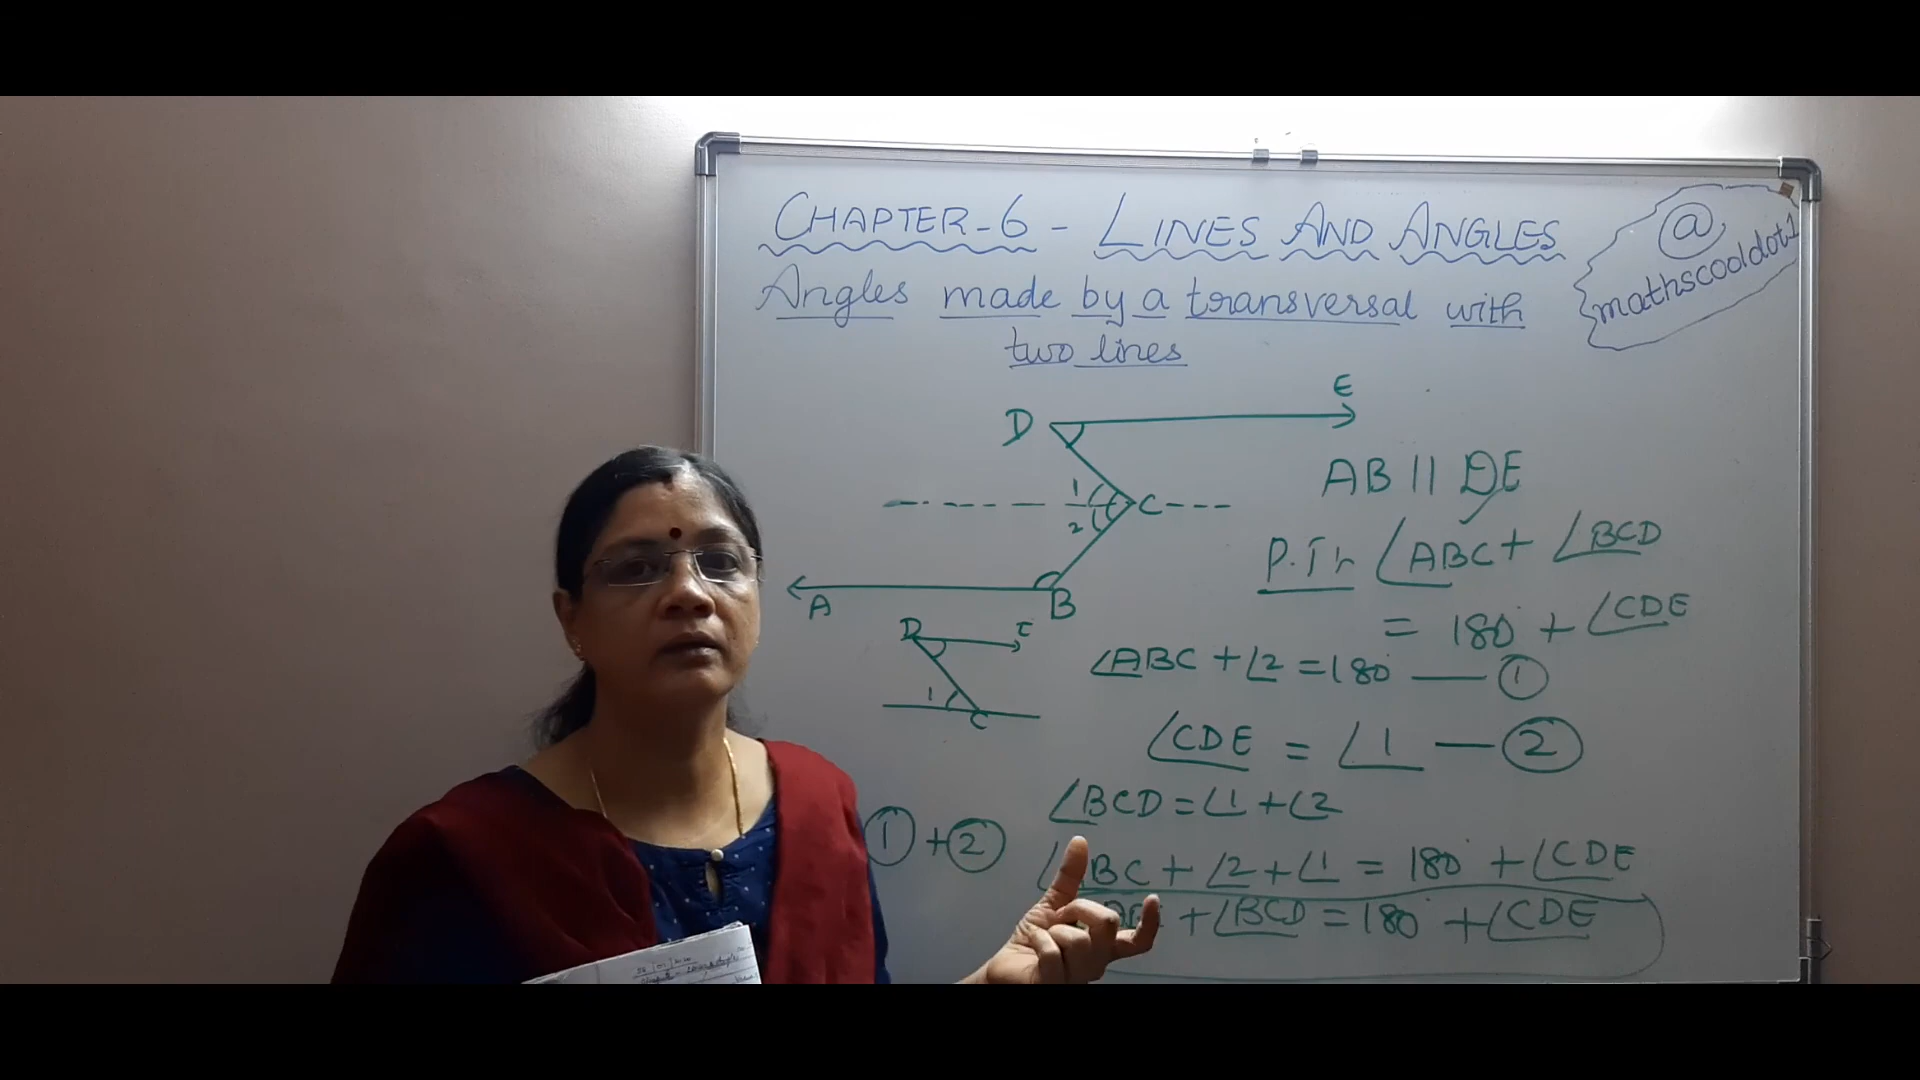 CHAPTER-6 - LINES AND ANGLES
@
mathscooldot1
Angles made by a transversal with
two lines
D E
1
2
C
A B
AB || DE
P.Th ∠ABC + ∠BCD
= 180° + ∠CDE
D E
1
C
∠ABC + ∠2 = 180° — ①
∠CDE = ∠1 — ②
∠BCD = ∠1 + ∠2
① + ②
∠ABC + ∠2 + ∠1 = 180° + ∠CDE
+ ∠BCD = 180° + ∠CDE